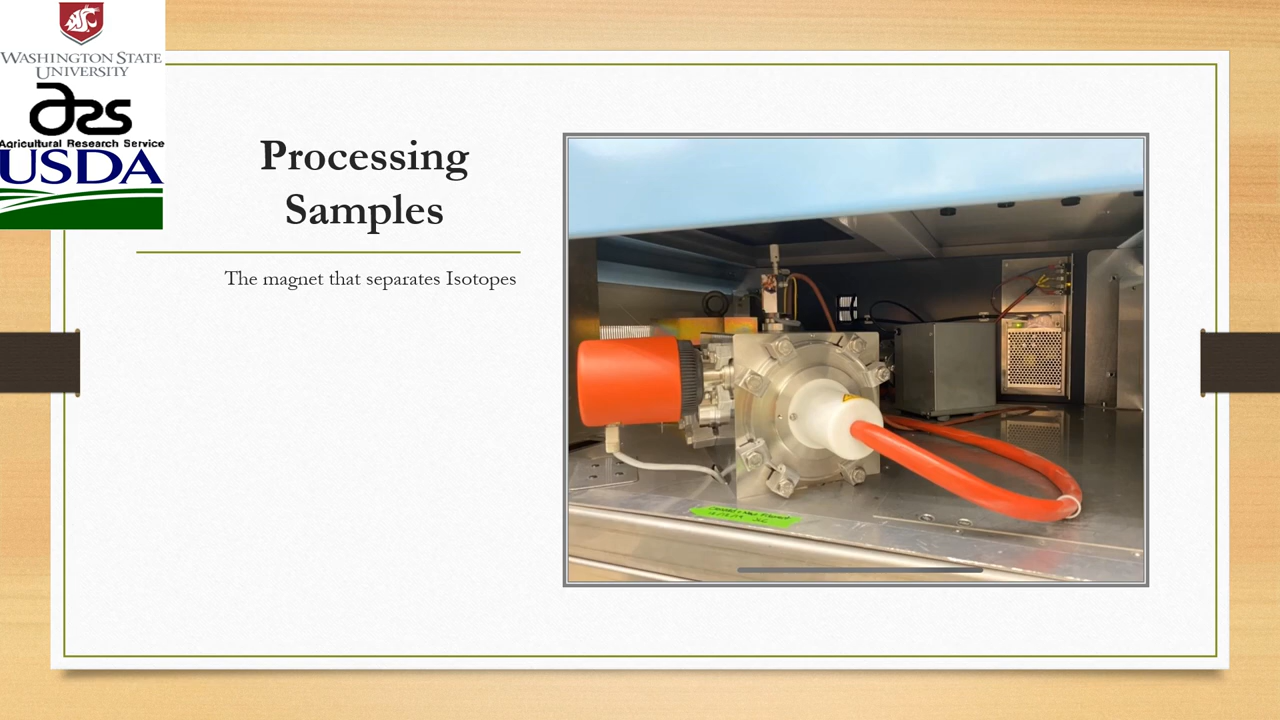 WASHINGTON STATE
UNIVERSITY
ars
Agricultural Research Service
USDA
Processing
Samples
The magnet that separates Isotopes